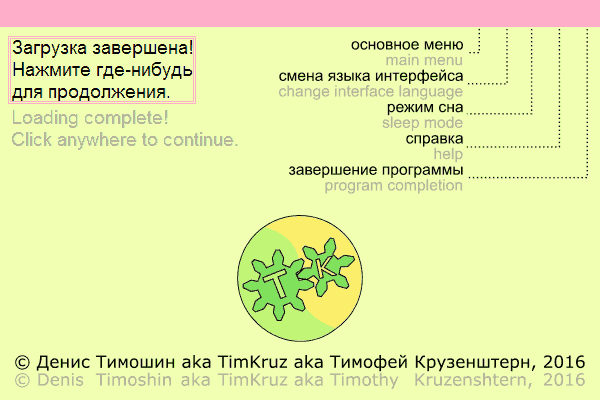 Загрузка завершена!
Нажмите где-нибудь
для продолжения.
Loading complete!
Click anywhere to continue.
основное меню
main menu
смена языка интерфейса
change interface language
режим сна
sleep mode
справка
help
завершение программы
program completion
Т К
© Денис Тимошин aka TimKruz aka Тимофей Крузенштерн, 2016
© Denis Timoshin aka TimKruz aka Timothy Kruzenshtern, 2016